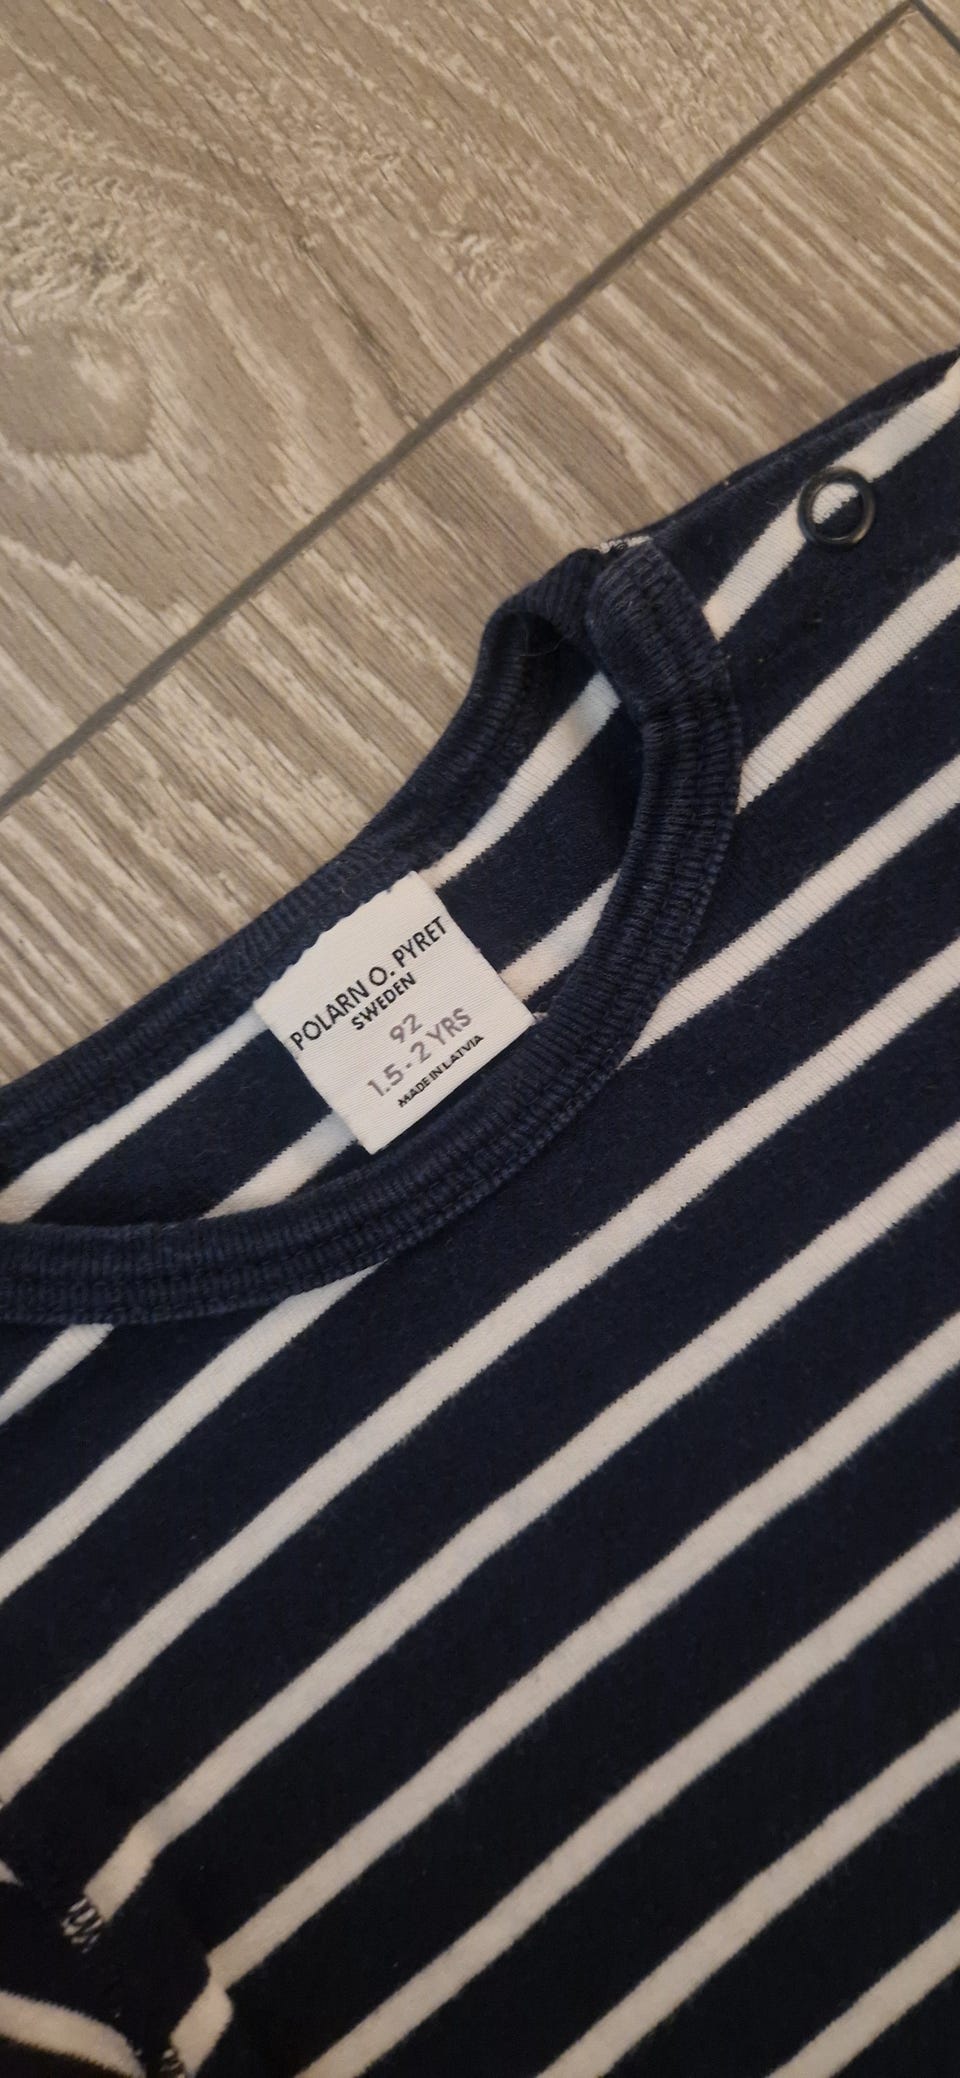 POLARN O. PYRET
SWEDEN
92
1.5-2 YRS
MADE IN LATVIA